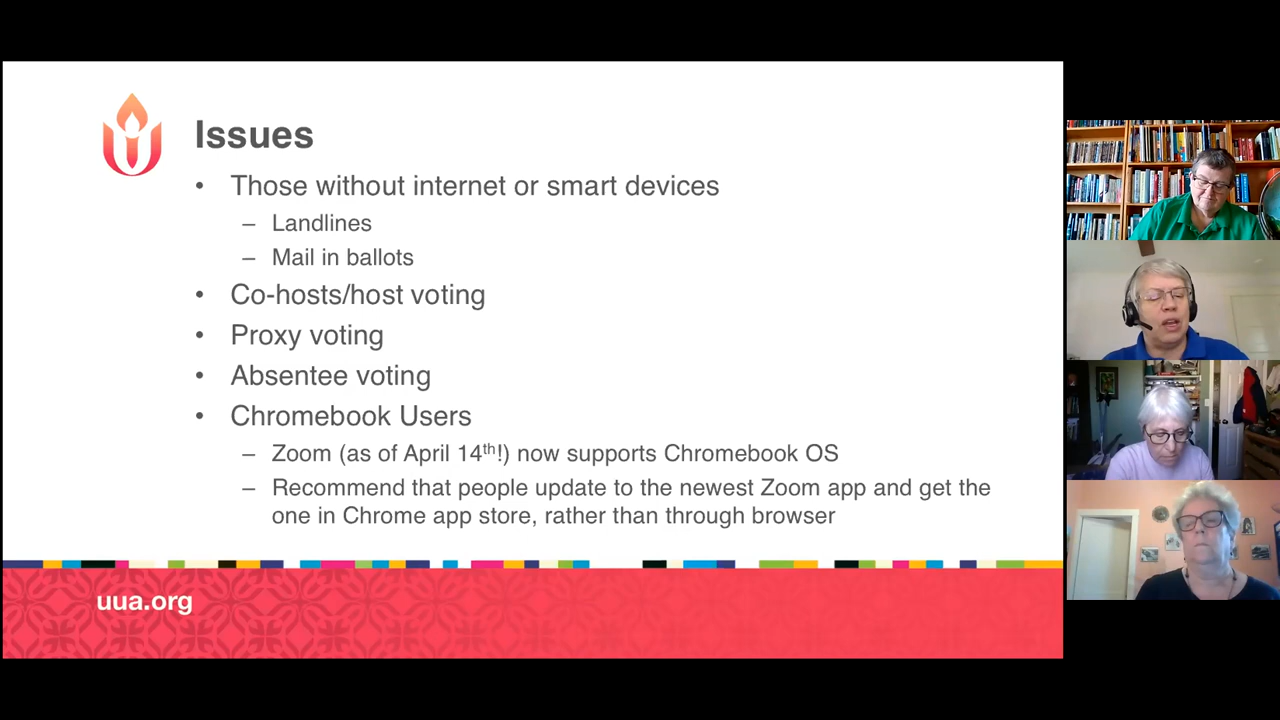 Issues
• Those without internet or smart devices
– Landlines
– Mail in ballots
• Co-hosts/host voting
• Proxy voting
• Absentee voting
• Chromebook Users
– Zoom (as of April 14th!) now supports Chromebook OS
– Recommend that people update to the newest Zoom app and get the
one in Chrome app store, rather than through browser
uua.org